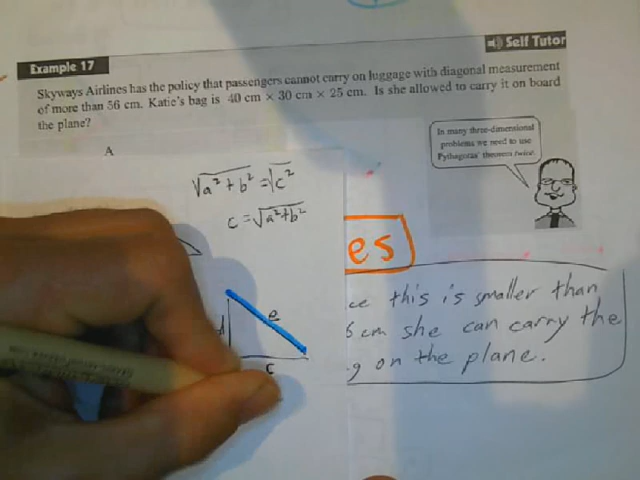 Self Tutor
Example 17
Skyways Airlines has the policy that passengers cannot carry on luggage with diagonal measurement
of more than 56 cm. Katie's bag is 40 cm × 30 cm × 25 cm. Is she allowed to carry it on board
the plane?
In many three-dimensional
problems we need to use
Pythagoras' theorem twice.
A
√a² + b² = √c²
c = √a² + b²
es
this is smaller than
cm she can carry the
on the plane.
e
d
c